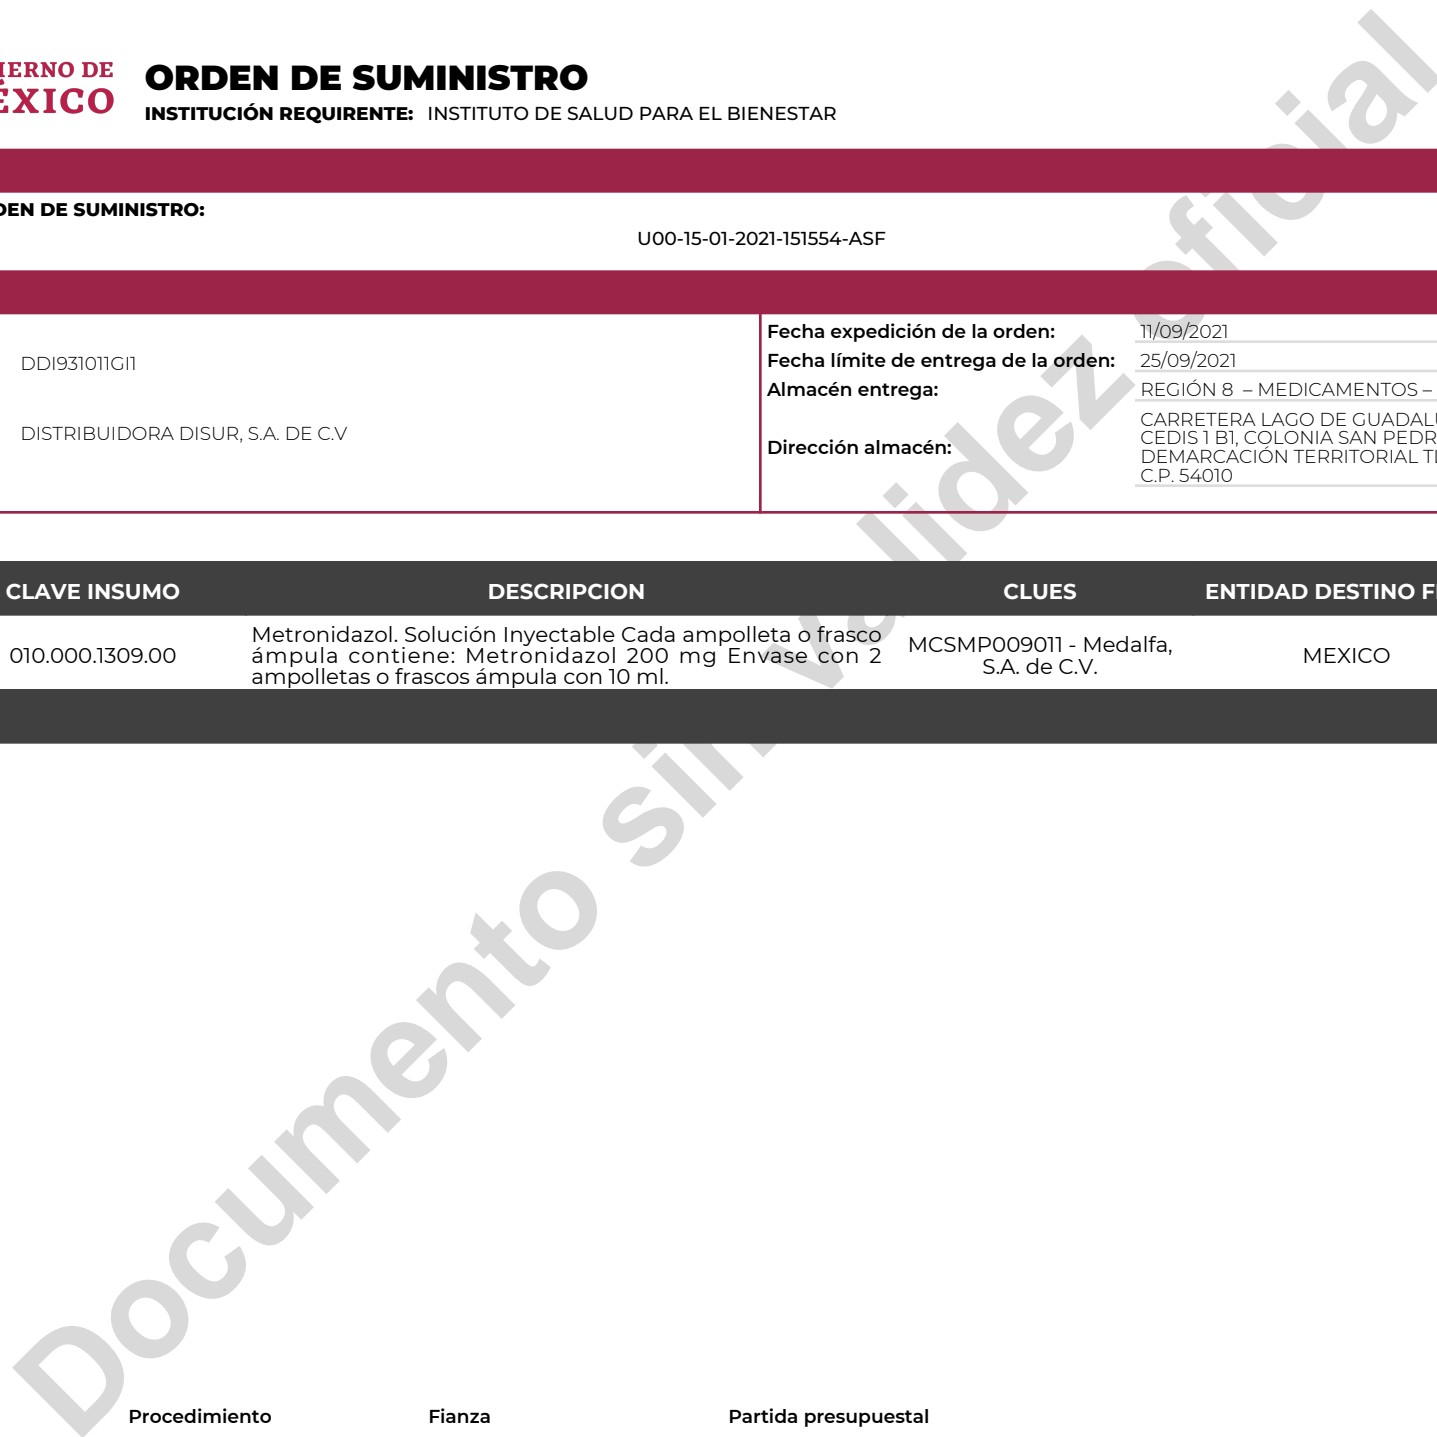 IERNO DE
ÉXICO
ORDEN DE SUMINISTRO
INSTITUCIÓN REQUIRENTE: INSTITUTO DE SALUD PARA EL BIENESTAR
DEN DE SUMINISTRO:
U00-15-01-2021-151554-ASF
DDI931011GI1
DISTRIBUIDORA DISUR, S.A. DE C.V
Fecha expedición de la orden: 11/09/2021
Fecha límite de entrega de la orden: 25/09/2021
Almacén entrega: REGIÓN 8 – MEDICAMENTOS –
Dirección almacén:
CARRETERA LAGO DE GUADALU
CEDIS 1 B1, COLONIA SAN PEDR
DEMARCACIÓN TERRITORIAL TL
C.P. 54010
CLAVE INSUMO DESCRIPCION CLUES ENTIDAD DESTINO F
010.000.1309.00
Metronidazol. Solución Inyectable Cada ampolleta o frasco
ámpula contiene: Metronidazol 200 mg Envase con 2
ampolletas o frascos ámpula con 10 ml.
MCSMP009011 - Medalfa,
S.A. de C.V.
MEXICO
Documento sin validez oficial
Procedimiento Fianza Partida presupuestal